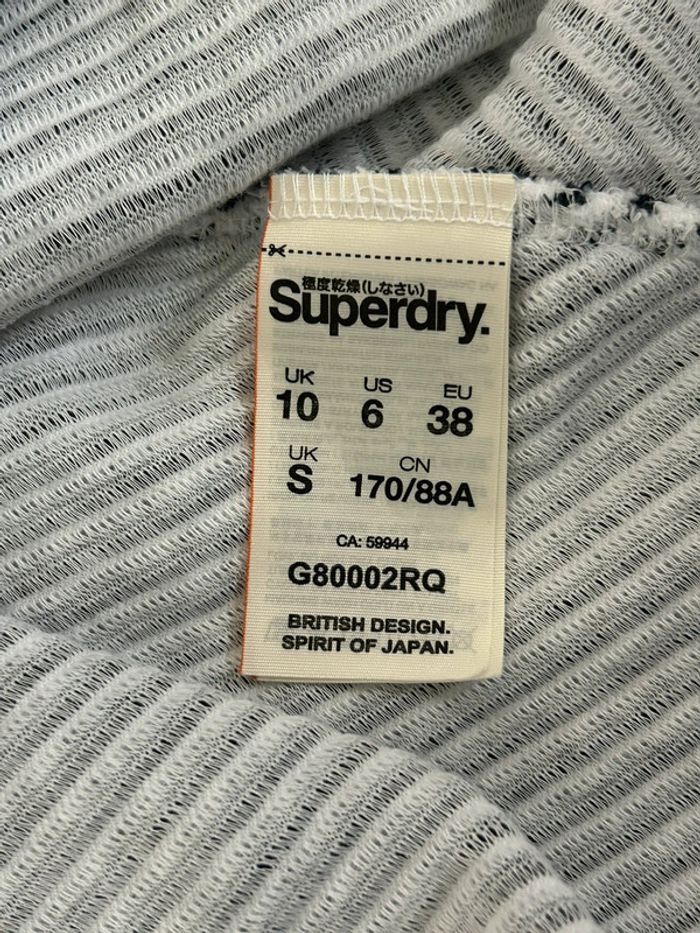 極度乾燥(しなさい)
Superdry.
UK US EU
10 6 38
UK CN
S 170/88A
CA: 59944
G80002RQ
BRITISH DESIGN.
SPIRIT OF JAPAN.